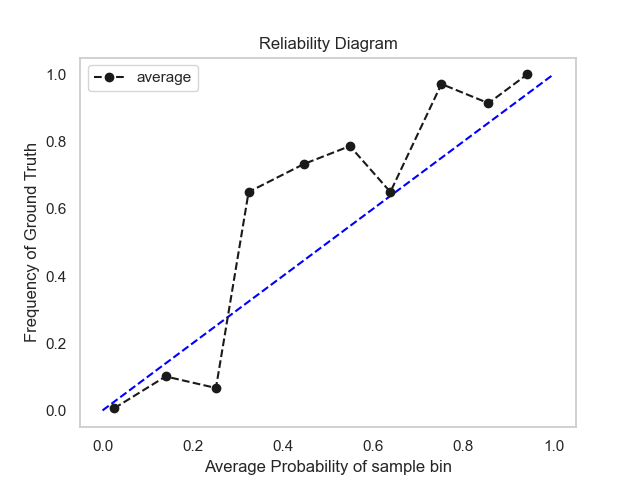 Reliability Diagram
average
Frequency of Ground Truth
1.0
0.8
0.6
0.4
0.2
0.0
0.0 0.2 0.4 0.6 0.8 1.0
Average Probability of sample bin